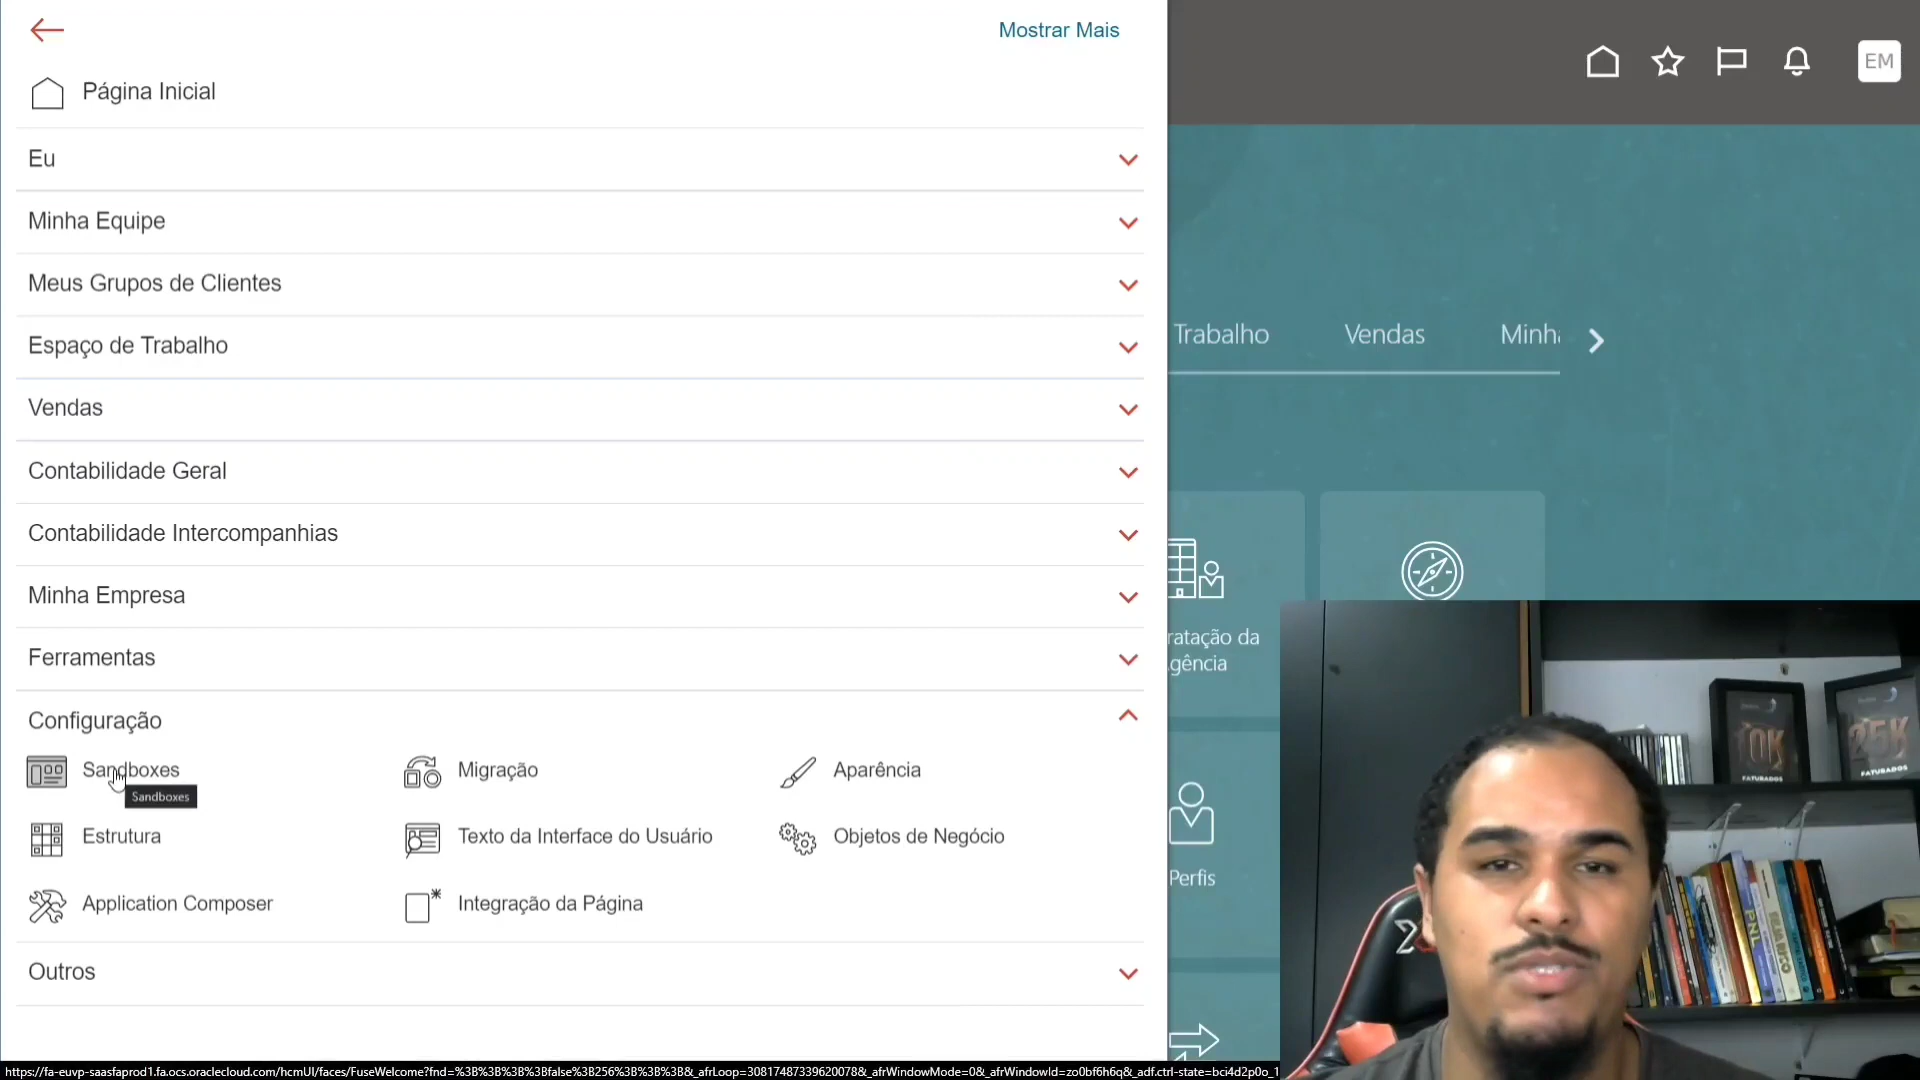 Mostrar Mais
Página Inicial
EM
Eu
Minha Equipe
Meus Grupos de Clientes
Espaço de Trabalho
Trabalho Vendas Minha
Vendas
Contabilidade Geral
Contabilidade Intercompanhias
Minha Empresa
Ferramentas
ratação da
gência
Configuração
Sandboxes Migração Aparência
Sandboxes
Estrutura Texto da Interface do Usuário Objetos de Negócio
Perfis
Application Composer Integração da Página
Outros
10K
FATURADOS
25K
FATURADOS
https://fa-euvp-saasfaprod1.fa.ocs.oraclecloud.com/hcmUI/faces/FuseWelcome?fnd=%3B%3B%3B%3Bfalse%3B256%3B%3B%3B&_afrLoop=30817487339620078&_afrWindowMode=0&_afrWindowId=zo0bf6h6q&_adf.ctrl-state=bci4d2p0o_1